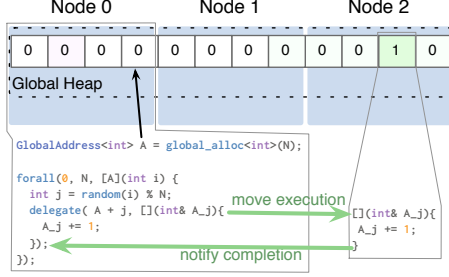 Node 0 Node 1 Node 2
0 0 0 0 0 0 0 0 0 0 1 0
Global Heap
GlobalAddress<int> A = global_alloc<int>(N);
forall(0, N, [A](int i) {
int j = random(i) % N;
delegate( A + j, [](int& A_j){
A_j += 1;
});
});
move execution
notify completion
[](int& A_j){
A_j += 1;
}